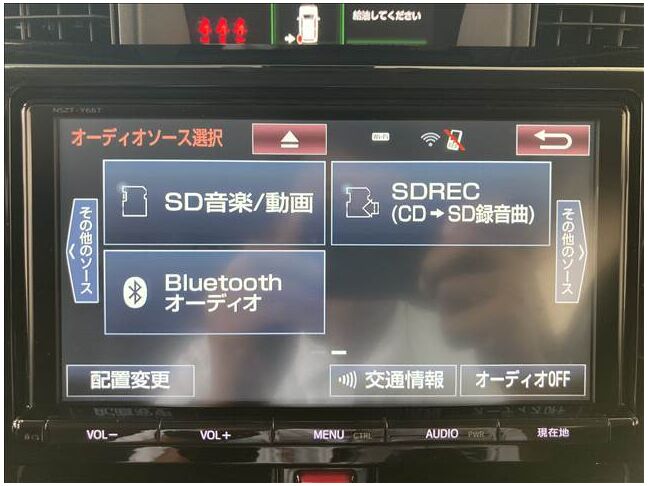 給油してください
NSZT-Y66T
オーディオソース選択
Wi-Fi
SD音楽/動画
SDREC
(CD➡SD録音曲)
その他のソース
その他のソース
Bluetooth
オーディオ
配置変更
交通情報
オーディオOFF
VOL−
VOL+
MENU CTRL
AUDIO PWR
現在地